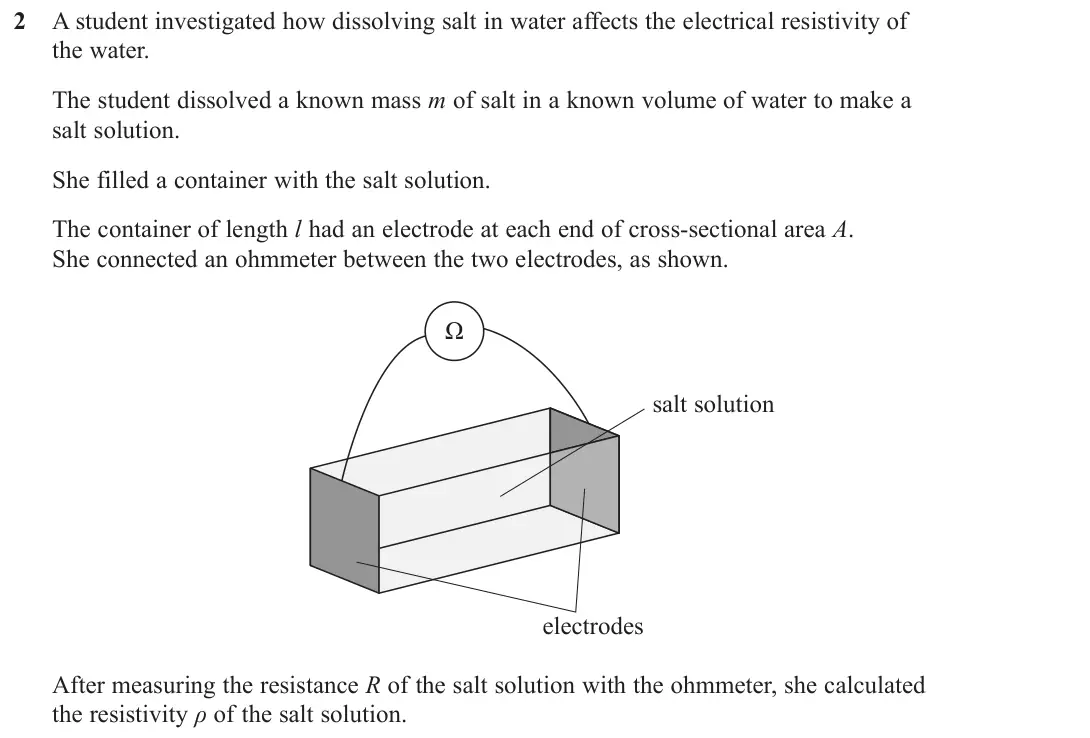 2 A student investigated how dissolving salt in water affects the electrical resistivity of
the water.
The student dissolved a known mass m of salt in a known volume of water to make a
salt solution.
She filled a container with the salt solution.
The container of length l had an electrode at each end of cross-sectional area A.
She connected an ohmmeter between the two electrodes, as shown.
Ω
salt solution
electrodes
After measuring the resistance R of the salt solution with the ohmmeter, she calculated
the resistivity ρ of the salt solution.